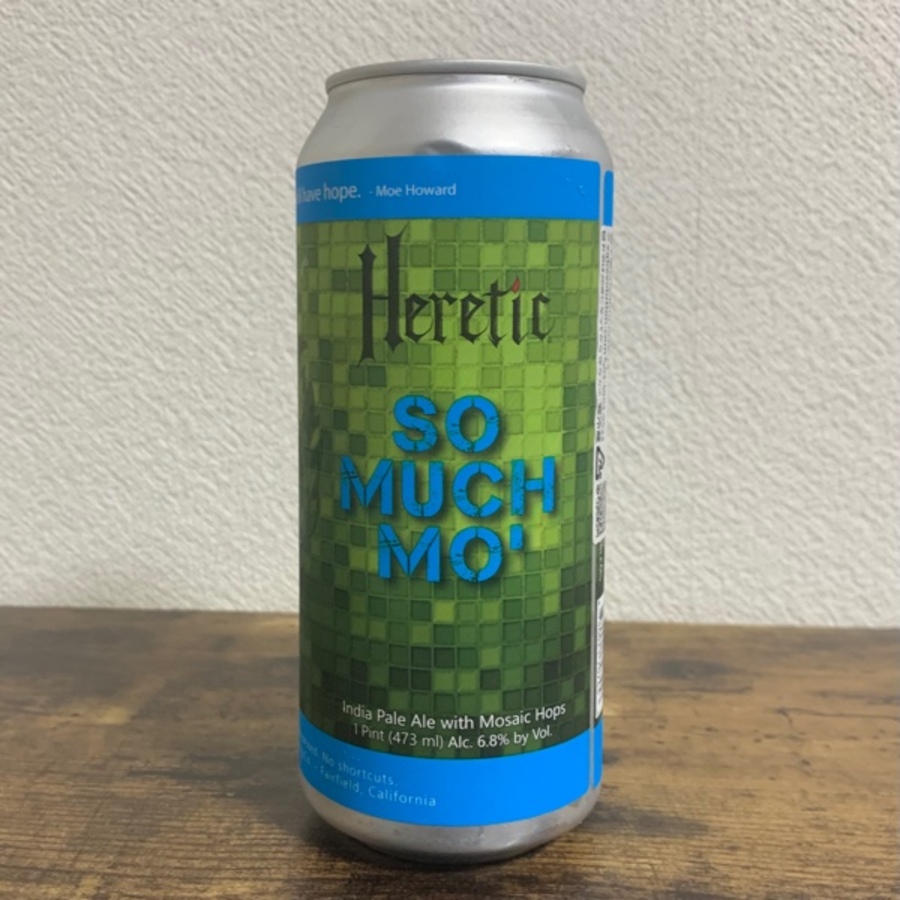 have hope. - Moe Howard
Heretic
SO
MUCH
MO'
India Pale Ale with Mosaic Hops
1 Pint (473 ml) Alc. 6.8% by Vol.
No shortcuts.
- Fairfield, California